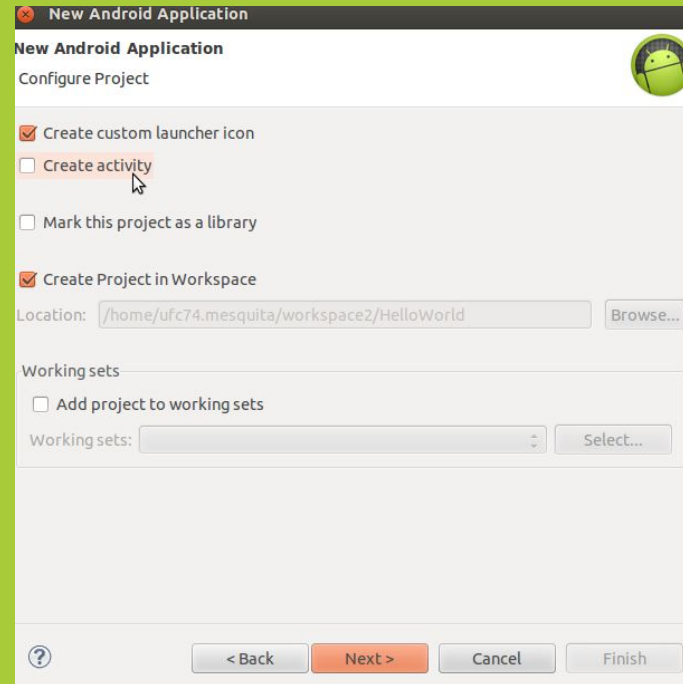 New Android Application
New Android Application
Configure Project
Create custom launcher icon
Create activity
Mark this project as a library
Create Project in Workspace
Location: /home/ufc74.mesquita/workspace2/HelloWorld Browse...
Working sets
Add project to working sets
Working sets: Select...
? < Back Next > Cancel Finish